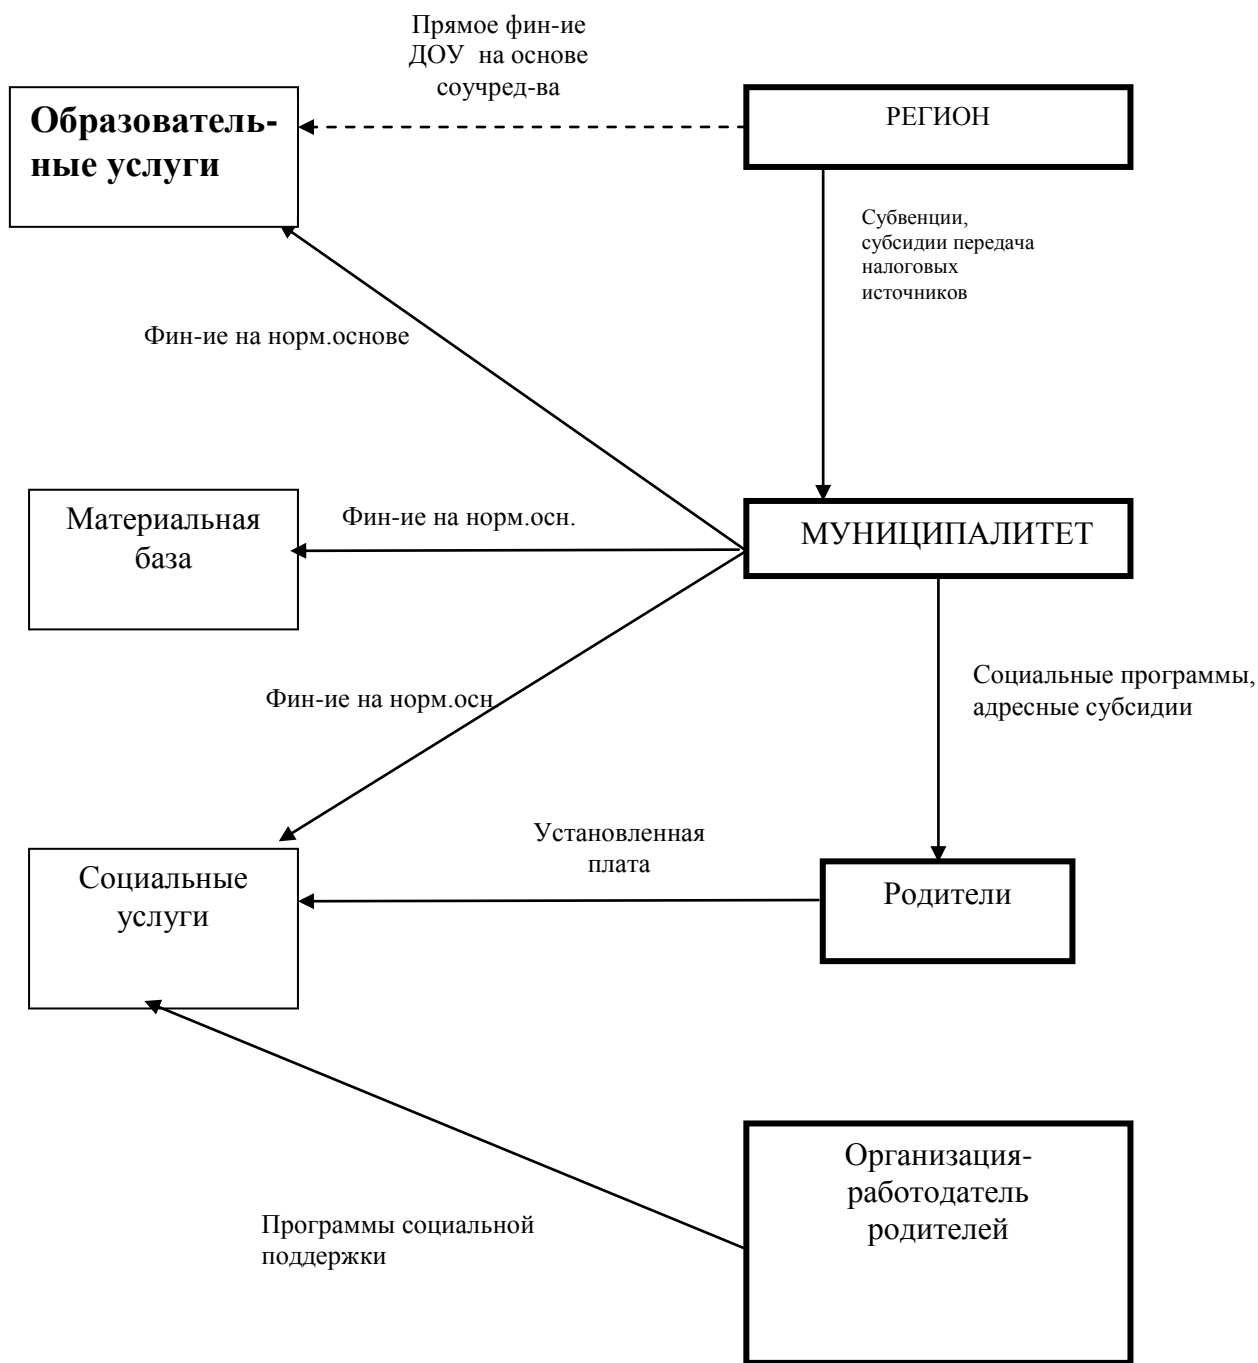 Прямое фин-ие
ДОУ на основе
соучред-ва
Образователь-
ные услуги
РЕГИОН
Субвенции,
субсидии передача
налоговых
источников
Фин-ие на норм.основе
Материальная
база
Фин-ие на норм.осн.
МУНИЦИПАЛИТЕТ
Социальные программы,
адресные субсидии
Фин-ие на норм.осн
Установленная
плата
Социальные
услуги
Родители
Организация-
работодатель
родителей
Программы социальной
поддержки